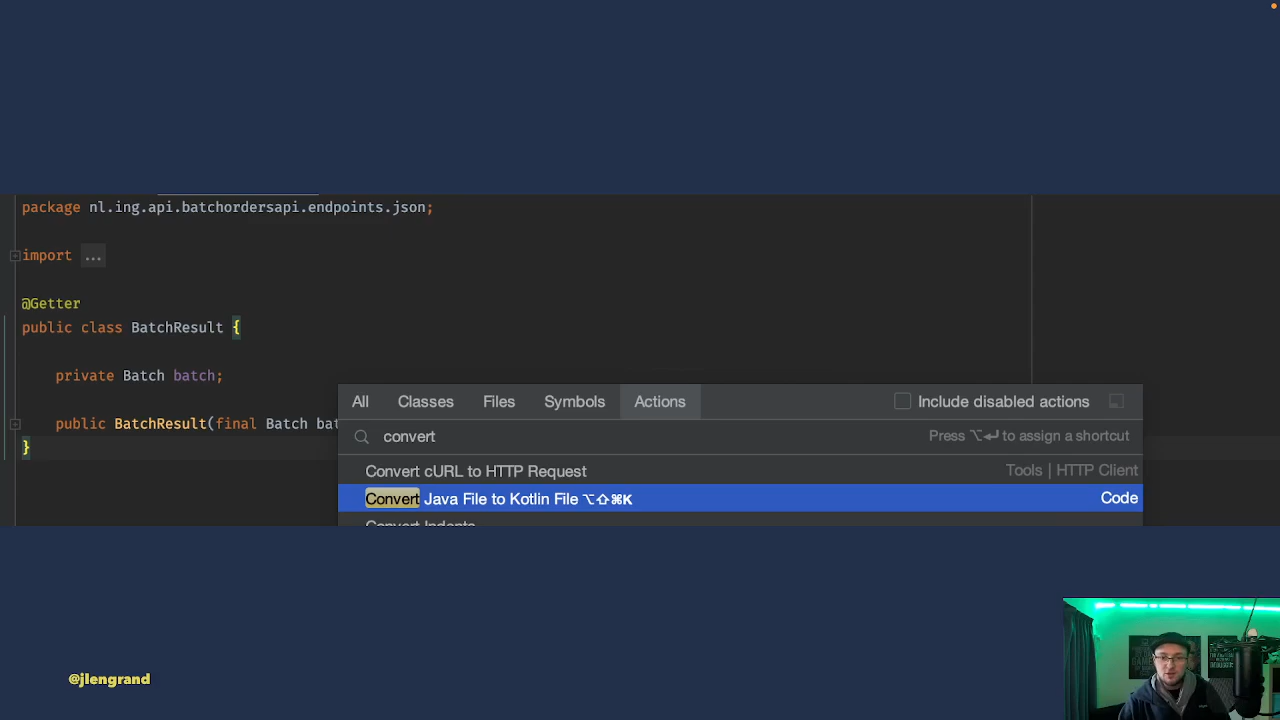 package nl.ing.api.batchordersapi.endpoints.json;
import ...
@Getter
public class BatchResult {
private Batch batch;
public BatchResult(final Batch bat
}
All Classes Files Symbols Actions Include disabled actions
convert Press ⌥↵ to assign a shortcut
Convert cURL to HTTP Request Tools | HTTP Client
Convert Java File to Kotlin File ⌥⇧⌘K Code
Convert Indents
@jlengrand